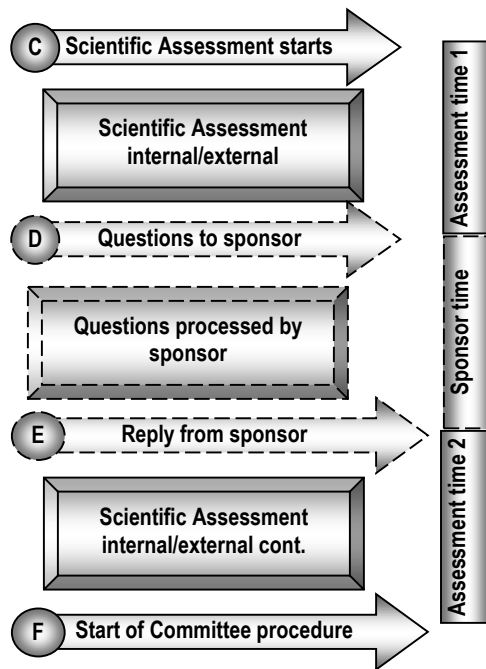 C Scientific Assessment starts
Scientific Assessment
internal/external
Assessment time 1
D Questions to sponsor
Questions processed by
sponsor
Sponsor time
E Reply from sponsor
Scientific Assessment
internal/external cont.
Assessment time 2
F Start of Committee procedure